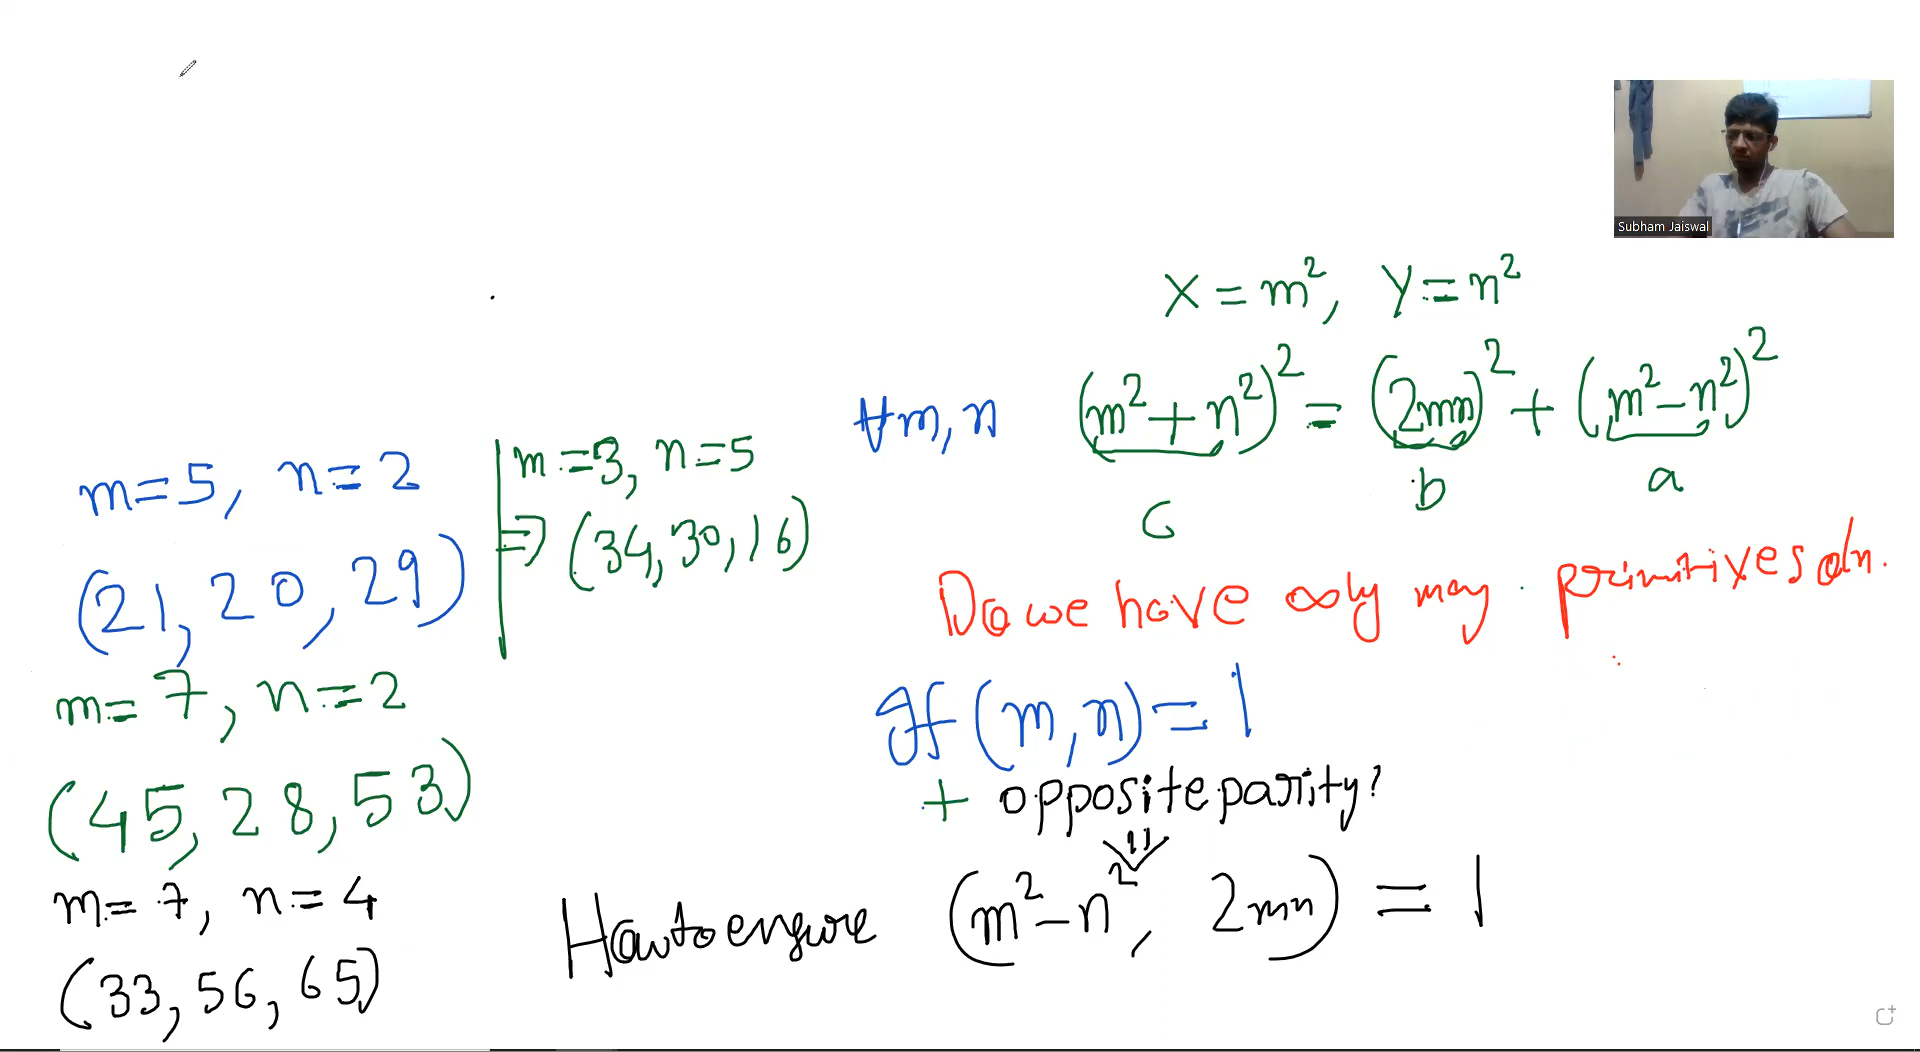 Subham Jaiswal
X = m², Y = n²
∀m, n (m² + n²)² = (2mn)² + (m² - n²)²
c b a
m = 5, n = 2
(21, 20, 29)
m = 3, n = 5
⇒ (34, 30, 16)
m = 7, n = 2
(45, 28, 53)
m = 7, n = 4
(33, 56, 65)
Do we have ∞ly many primitive soln.
If (m, n) = 1
+ opposite parity?
⇓
How to ensure (m² - n², 2mn) = 1